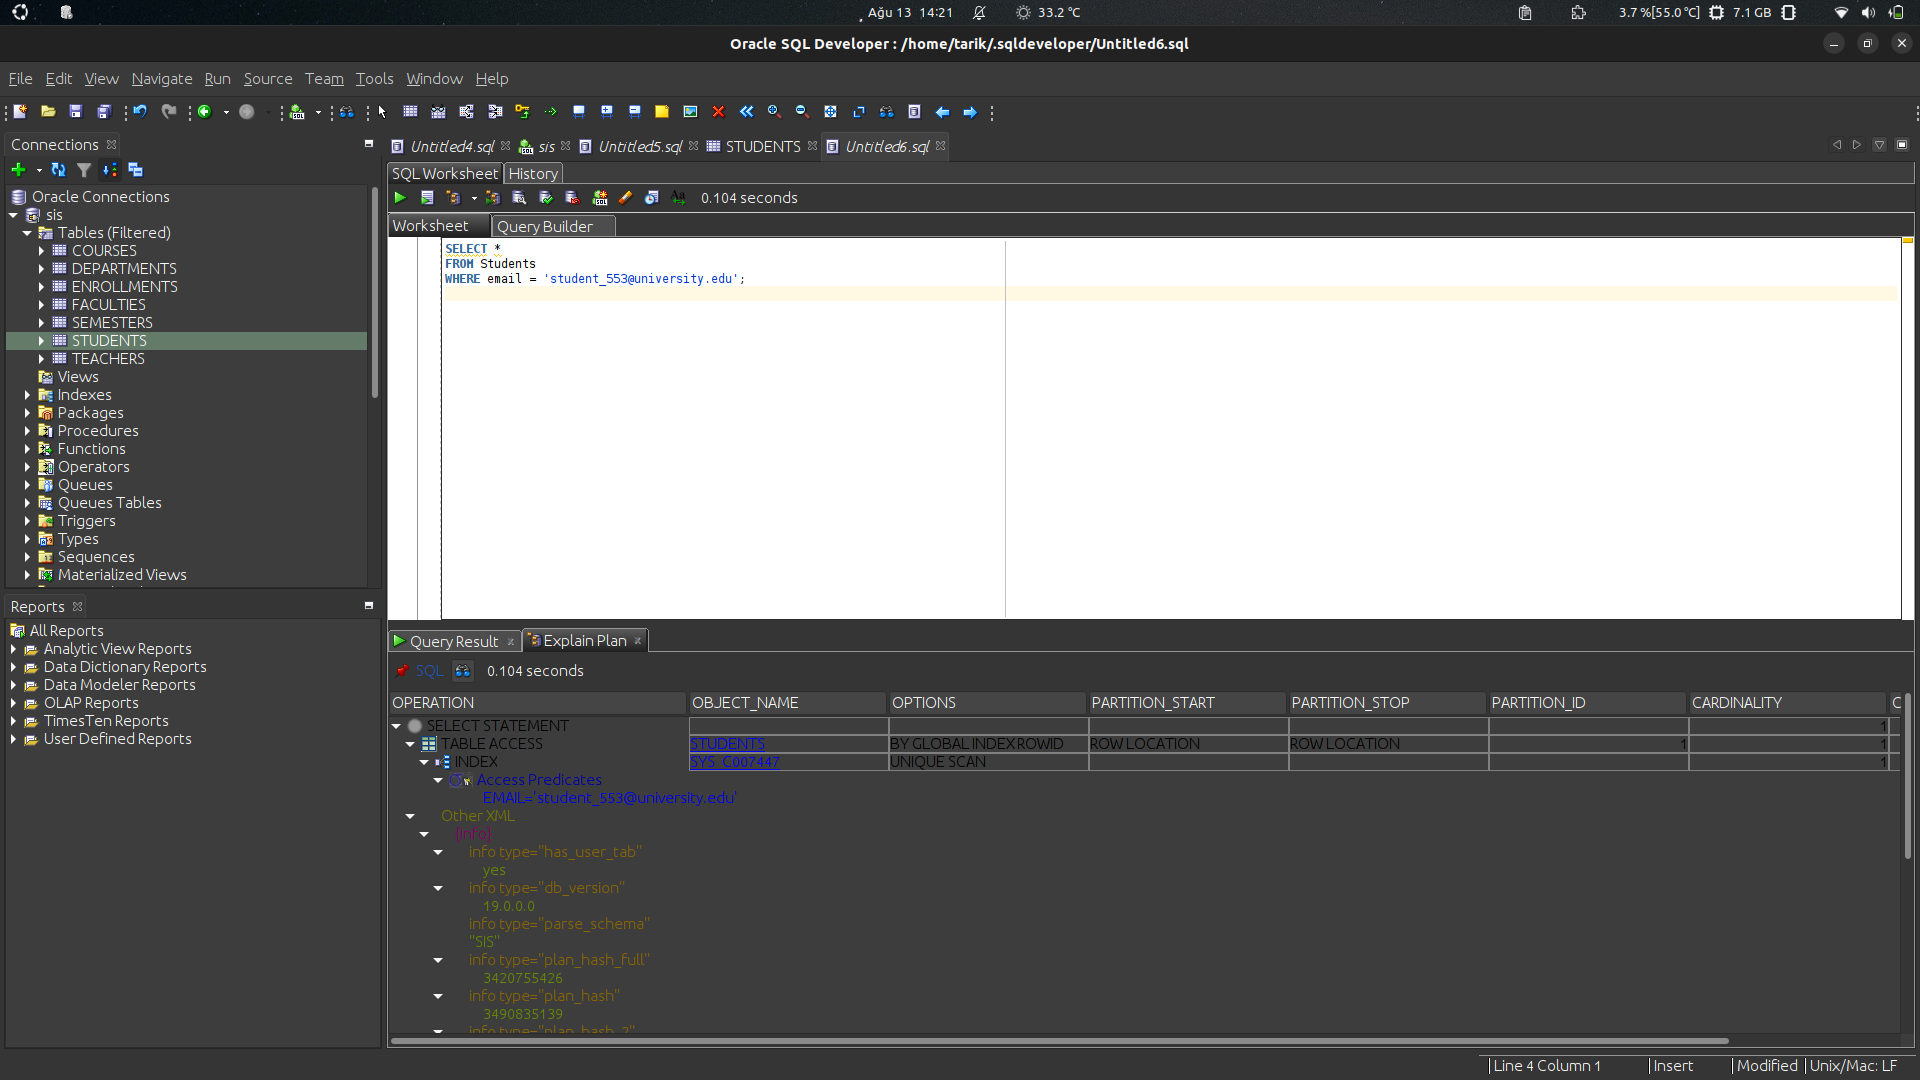 Ağu 13 14:21
33.2 °C
3.7 %[55.0 °C]
7.1 GB
Oracle SQL Developer : /home/tarik/.sqldeveloper/Untitled6.sql
File Edit View Navigate Run Source Team Tools Window Help
Connections
Oracle Connections
sis
Tables (Filtered)
COURSES
DEPARTMENTS
ENROLLMENTS
FACULTIES
SEMESTERS
STUDENTS
TEACHERS
Views
Indexes
Packages
Procedures
Functions
Operators
Queues
Queues Tables
Triggers
Types
Sequences
Materialized Views
Reports
All Reports
Analytic View Reports
Data Dictionary Reports
Data Modeler Reports
OLAP Reports
TimesTen Reports
User Defined Reports
Untitled4.sql sis Untitled5.sql STUDENTS Untitled6.sql
SQL Worksheet History
0.104 seconds
Worksheet Query Builder
SELECT *
FROM Students
WHERE email = 'student_553@university.edu';
Query Result Explain Plan
SQL 0.104 seconds
OPERATION OBJECT_NAME OPTIONS PARTITION_START PARTITION_STOP PARTITION_ID CARDINALITY C
SELECT STATEMENT 1
TABLE ACCESS STUDENTS BY GLOBAL INDEX ROWID ROW LOCATION ROW LOCATION 1 1
INDEX SYS_C007447 UNIQUE SCAN 1
Access Predicates
EMAIL='student_553@university.edu'
Other XML
{info}
info type="has_user_tab"
yes
info type="db_version"
19.0.0.0
info type="parse_schema"
"SIS"
info type="plan_hash_full"
3420755426
info type="plan_hash"
3490835139
info type="plan_hash_2"
Line 4 Column 1 Insert Modified Unix/Mac: LF